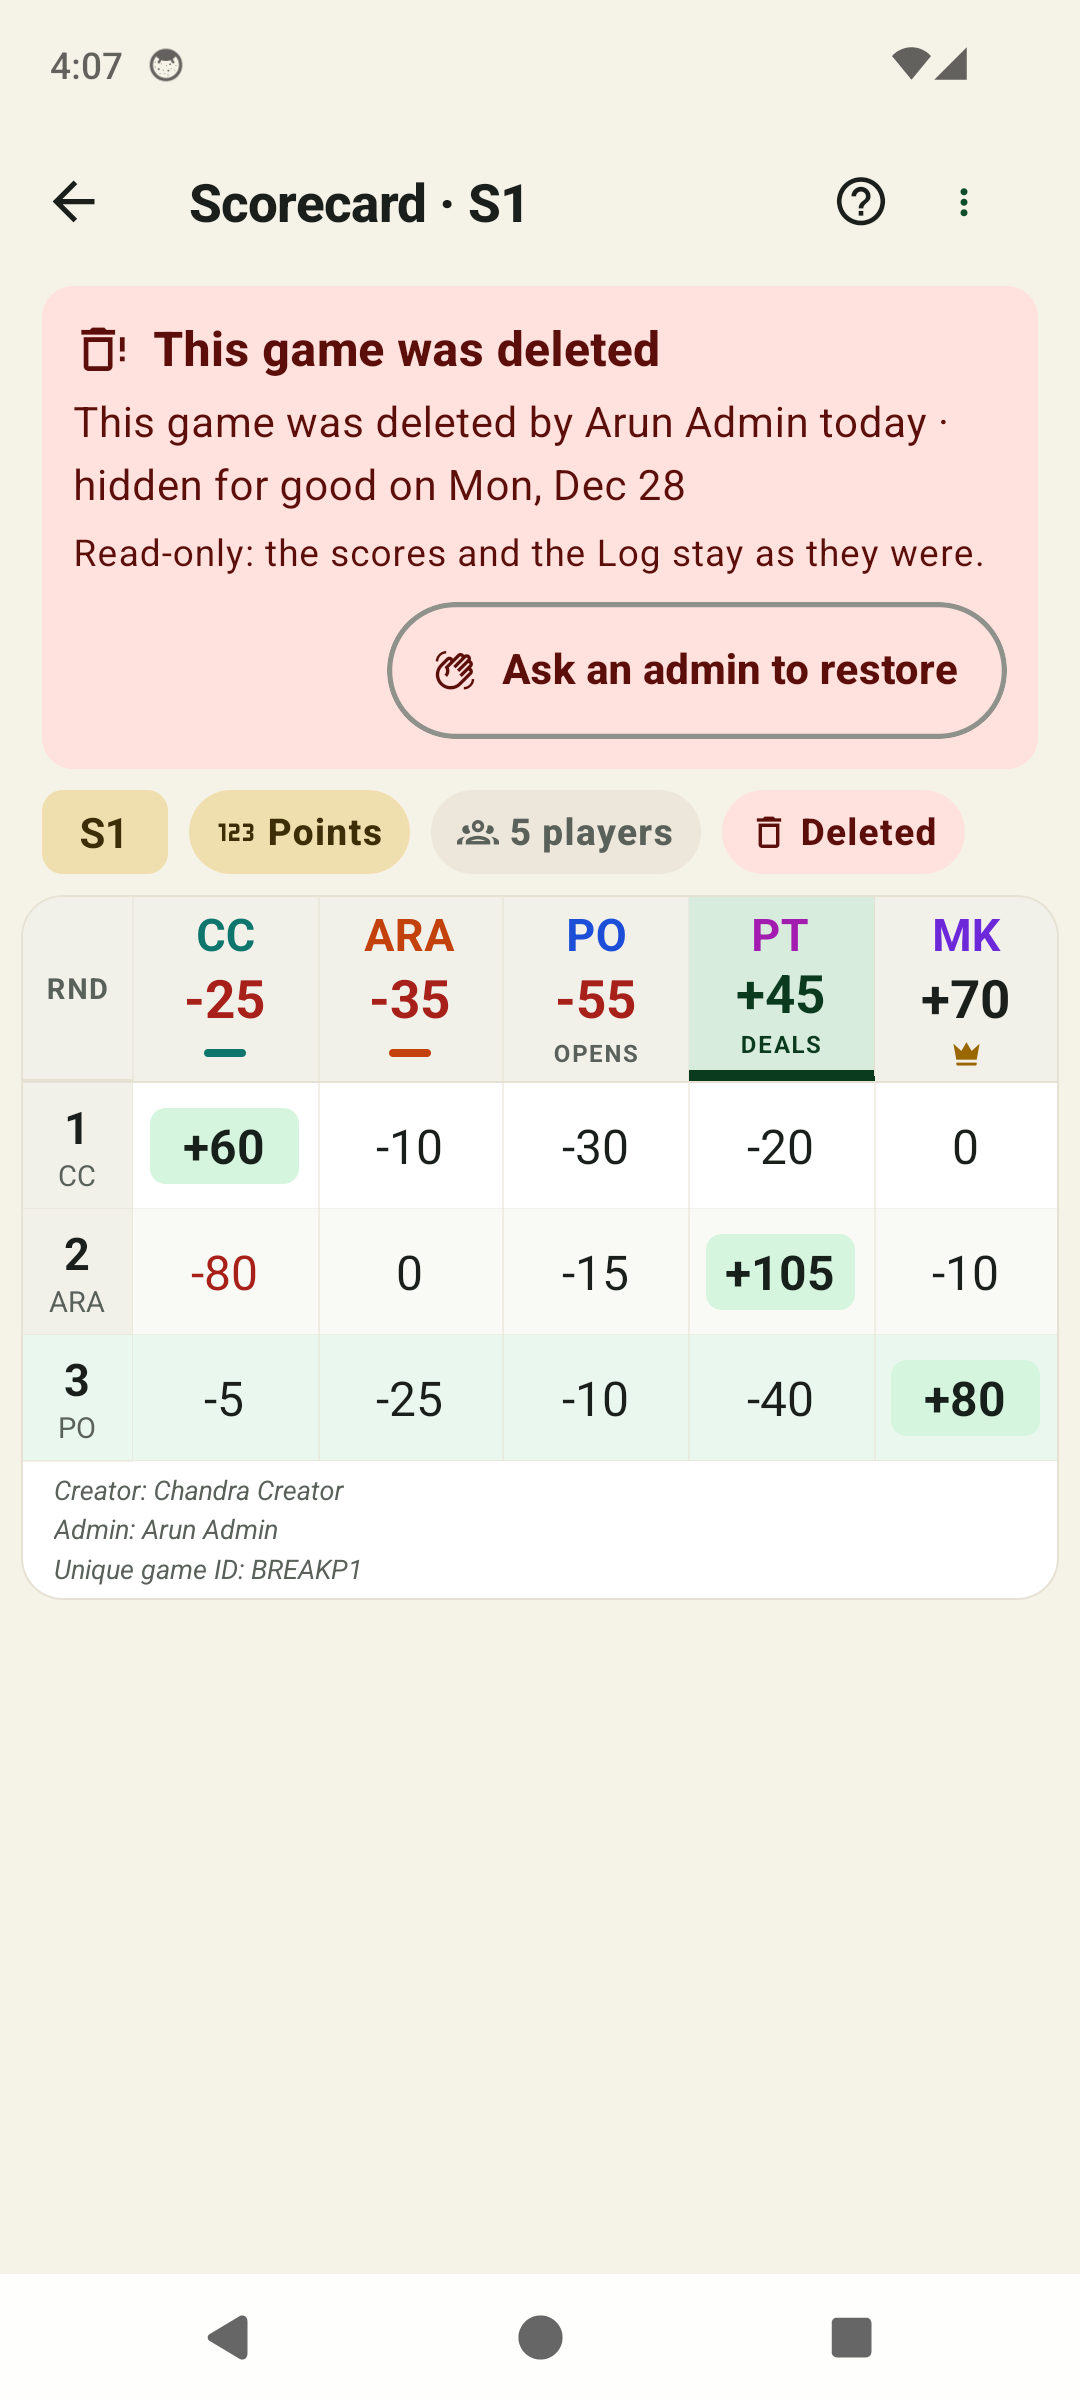 4:07
Scorecard · S1
This game was deleted
This game was deleted by Arun Admin today ·
hidden for good on Mon, Dec 28
Read-only: the scores and the Log stay as they were.
Ask an admin to restore
S1 123 Points 5 players Deleted
RND CC ARA PO PT MK
-25 -35 -55 +45 +70
OPENS DEALS
1 +60 -10 -30 -20 0
CC
2 -80 0 -15 +105 -10
ARA
3 -5 -25 -10 -40 +80
PO
Creator: Chandra Creator
Admin: Arun Admin
Unique game ID: BREAKP1